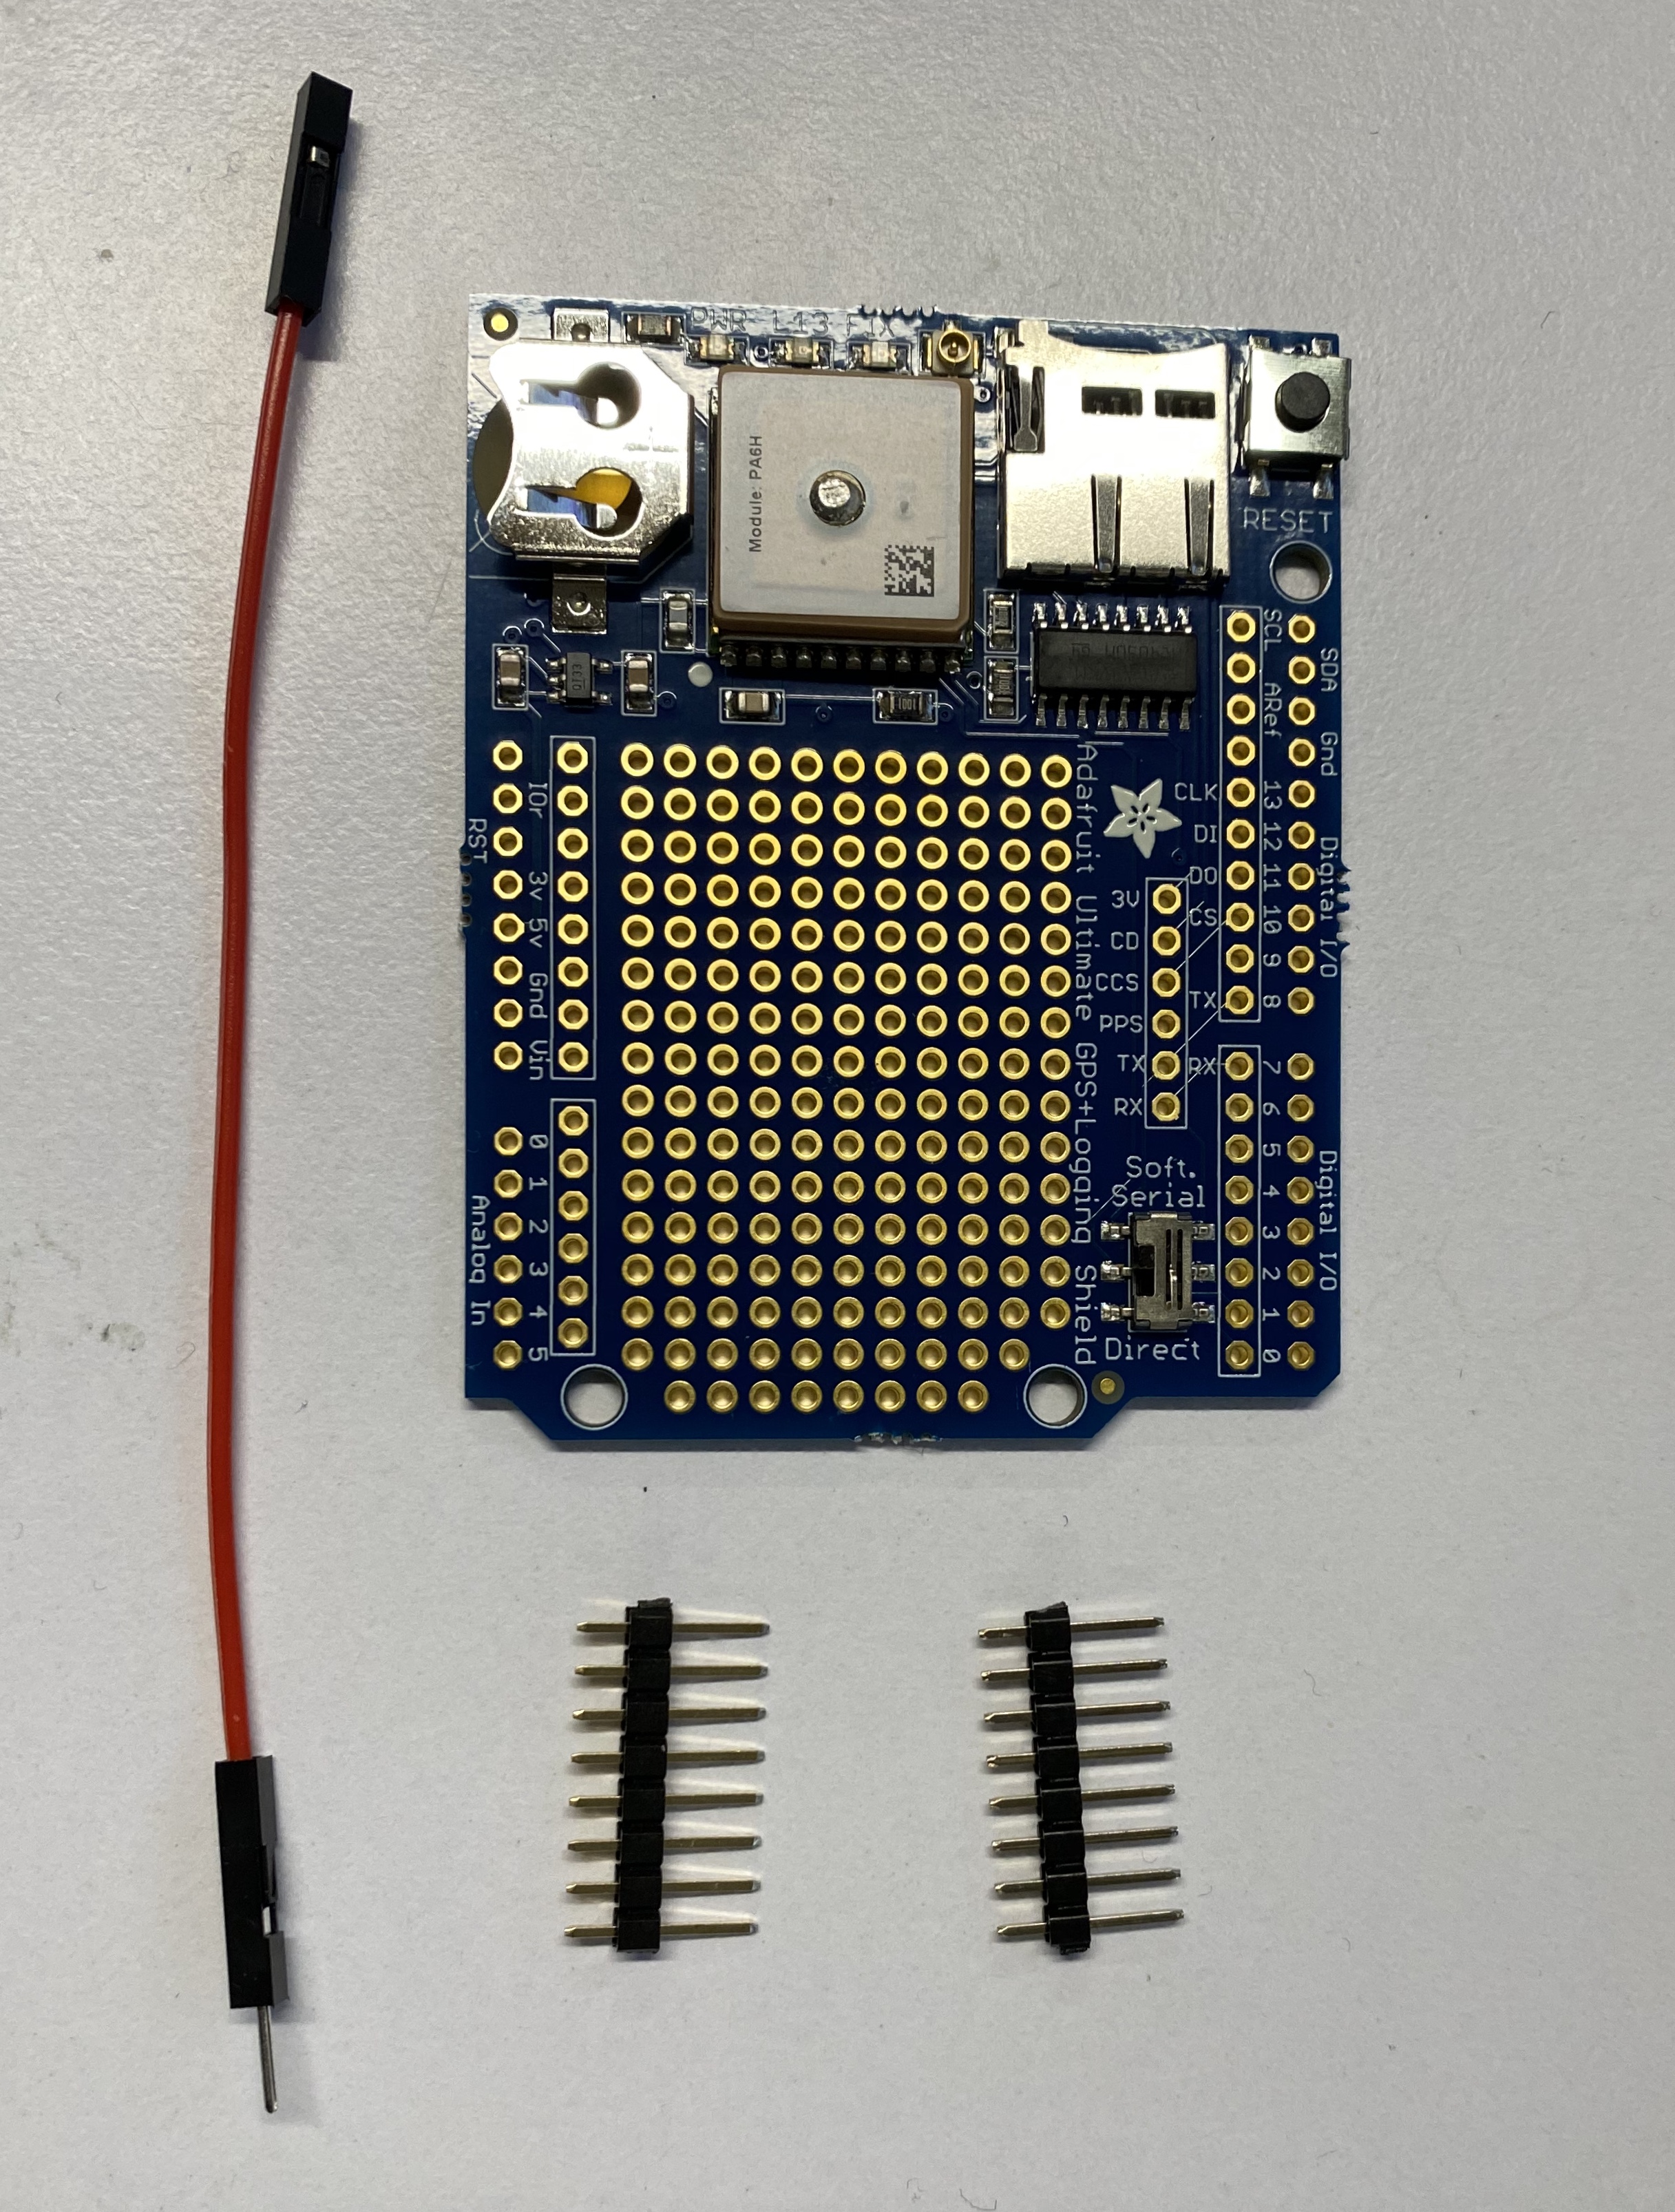 PWR L13 FIX
Module: PA6H
RESET
SCL
SDA
ARef
Gnd
IOr
RST
3v
5v
Gnd
Vin
CLK
DI
DO
CS
TX
RX
3V
CD
CCS
PPS
TX
RX
13
12
11
10
9
8
Digital I/O
7
6
5
4
3
2
1
0
Digital I/O
Adafruit Ultimate GPS+Logging Shield
Soft.
Serial
Direct
0
1
2
3
4
5
Analog In